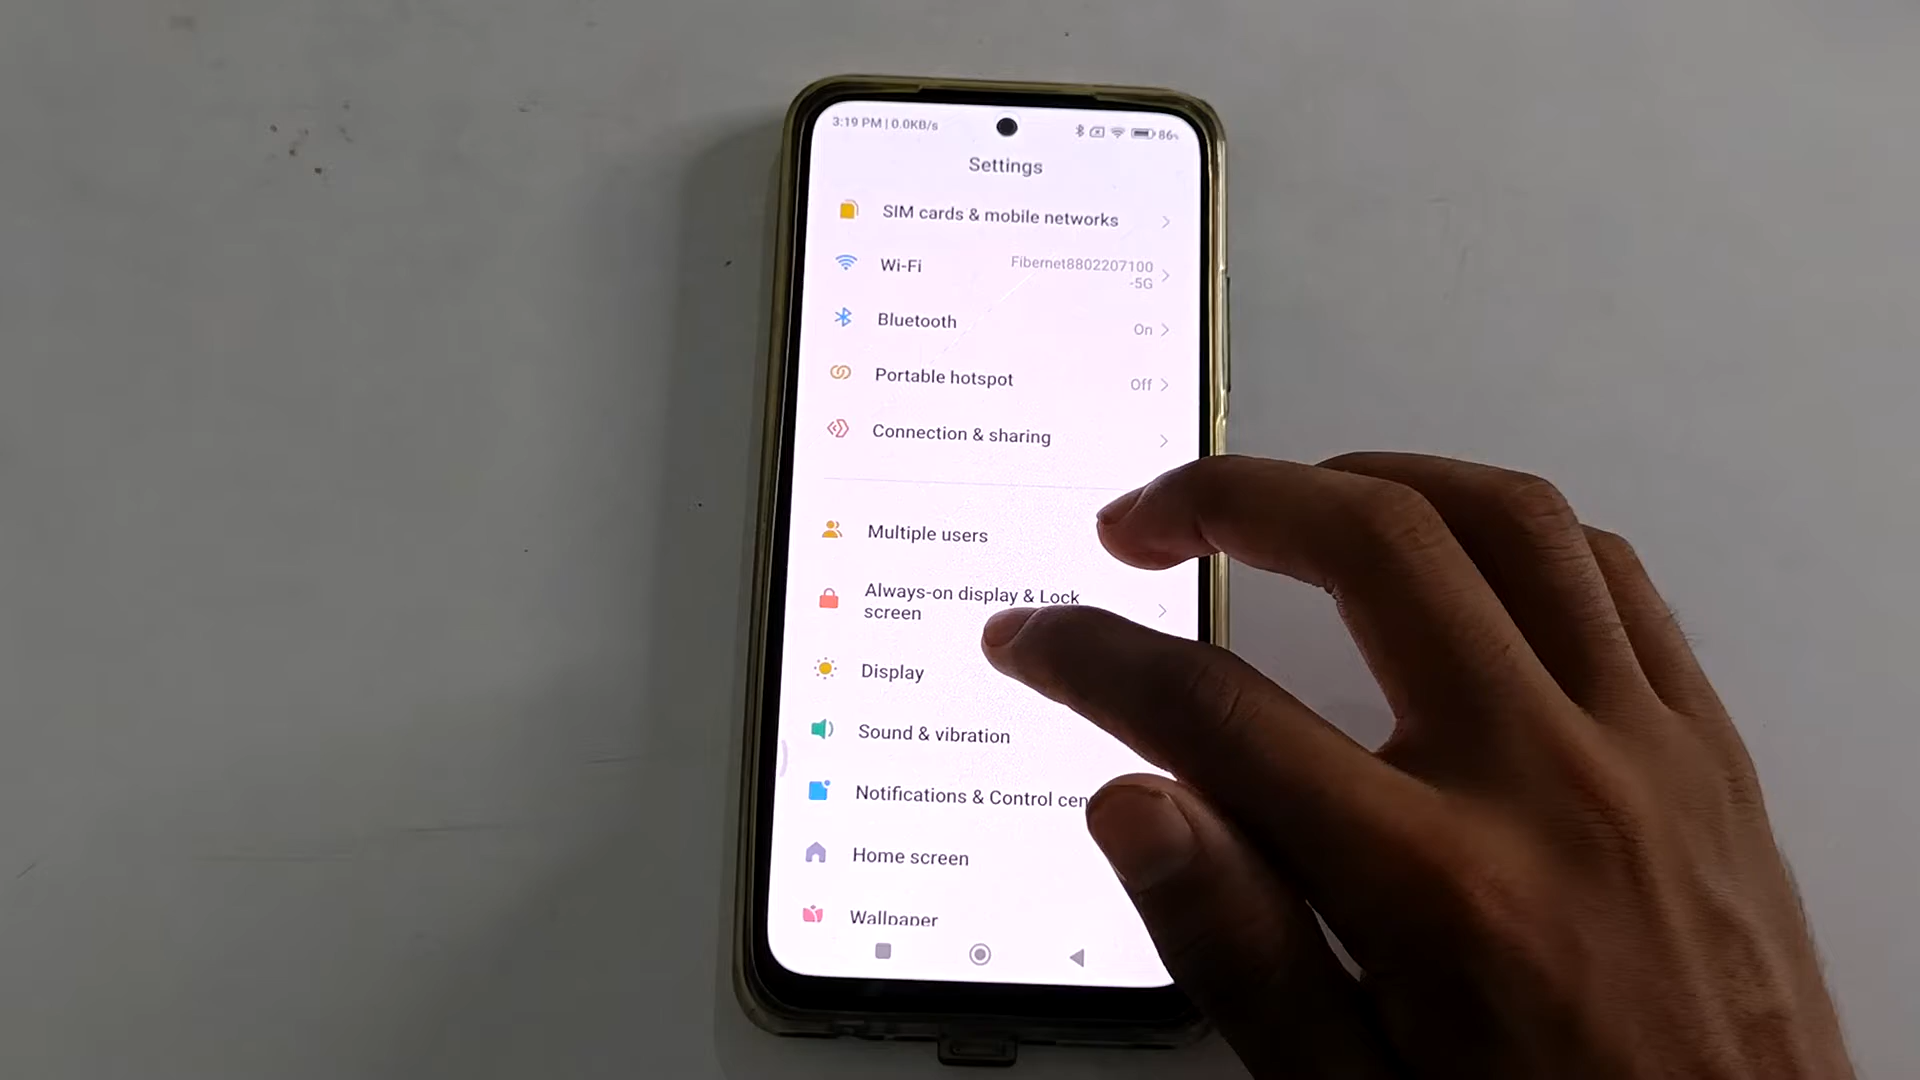 3:19 PM | 0.0KB/s
86%
Settings
SIM cards & mobile networks
Wi-Fi
Fibernet8802207100
-5G
Bluetooth
On
Portable hotspot
Off
Connection & sharing
Multiple users
Always-on display & Lock
screen
Display
Sound & vibration
Notifications & Control cen
Home screen
Wallpaper